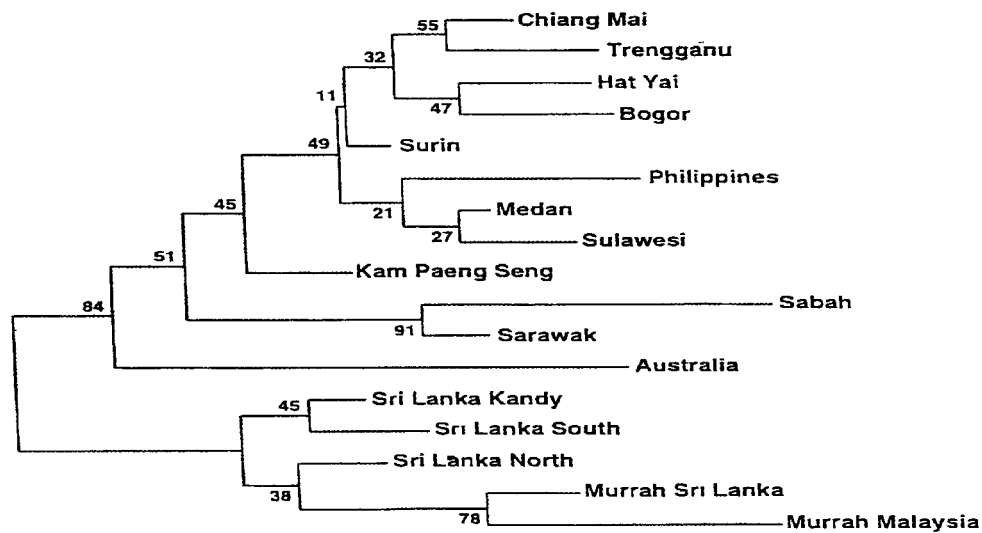 55 Chiang Mai
Trengganu
32 Hat Yai
47 Bogor
11
49 Surin
Philippines
45 21 Medan
27 Sulawesi
51 Kam Paeng Seng
84 Sabah
91 Sarawak
Australia
45 Sri Lanka Kandy
Sri Lanka South
Sri Lanka North
38 Murrah Sri Lanka
78 Murrah Malaysia